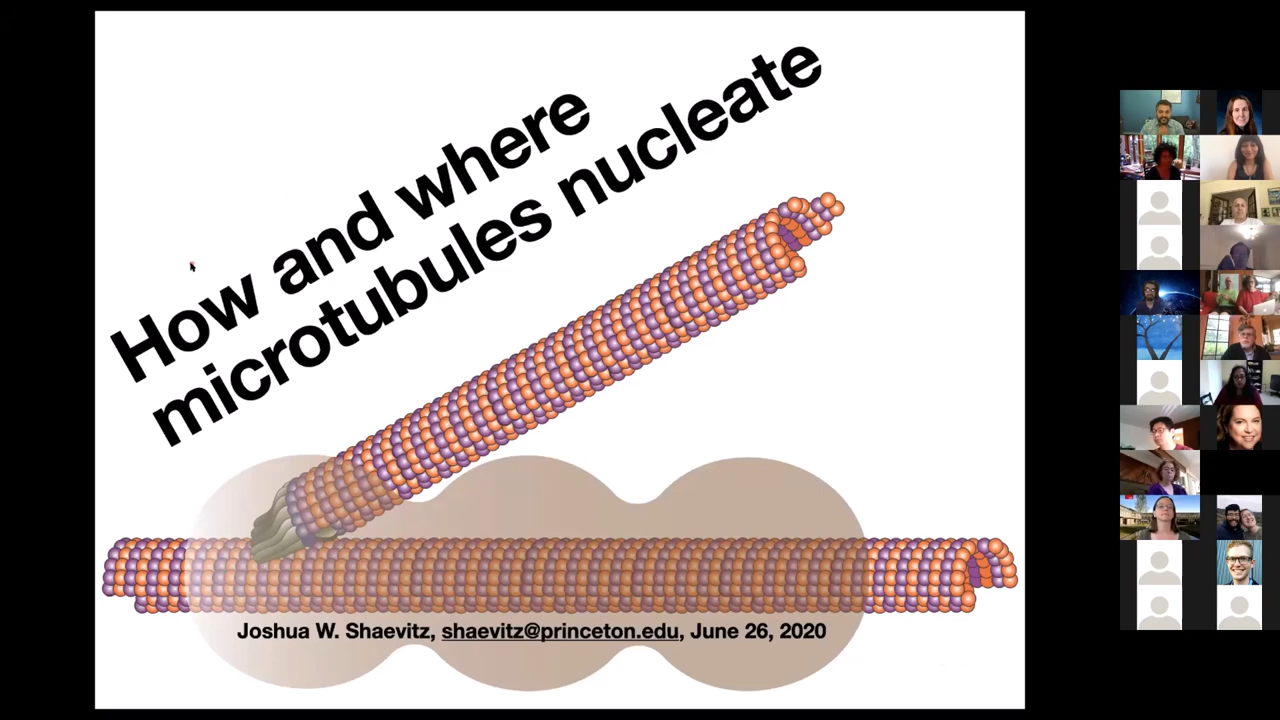 How and where
microtubules nucleate
Joshua W. Shaevitz, shaevitz@princeton.edu, June 26, 2020